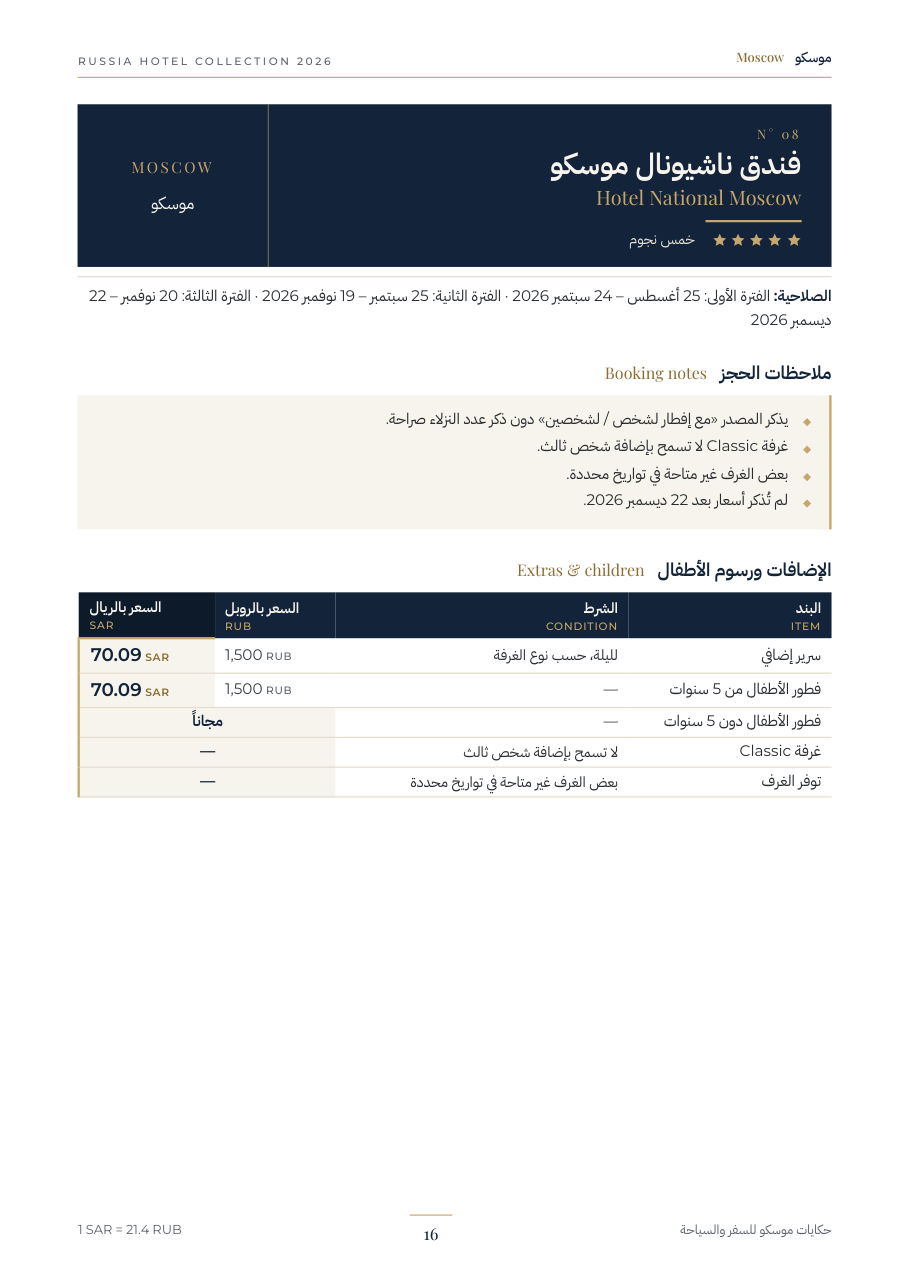 RUSSIA HOTEL COLLECTION 2026
موسكو Moscow
N° 08
فندق ناشيونال موسكو
Hotel National Moscow
★★★★★ خمس نجوم
MOSCOW
موسكو
الصلاحية: الفترة الأولى: 25 أغسطس – 24 سبتمبر 2026 · الفترة الثانية: 25 سبتمبر – 19 نوفمبر 2026 · الفترة الثالثة: 20 نوفمبر – 22
ديسمبر 2026
ملاحظات الحجز Booking notes
◆ يذكر المصدر «مع إفطار لشخص / لشخصين» دون ذكر عدد النزلاء صراحة.
◆ غرفة Classic لا تسمح بإضافة شخص ثالث.
◆ بعض الغرف غير متاحة في تواريخ محددة.
◆ لم تُذكر أسعار بعد 22 ديسمبر 2026.
الإضافات ورسوم الأطفال Extras & children
البند الشرط السعر بالروبل السعر بالريال
ITEM CONDITION RUB SAR
سرير إضافي لليلة، حسب نوع الغرفة 1,500 RUB 70.09 SAR
فطور الأطفال من 5 سنوات — 1,500 RUB 70.09 SAR
فطور الأطفال دون 5 سنوات — مجاناً
غرفة Classic لا تسمح بإضافة شخص ثالث —
توفر الغرف بعض الغرف غير متاحة في تواريخ محددة —
حكايات موسكو للسفر والسياحة
16
1 SAR = 21.4 RUB